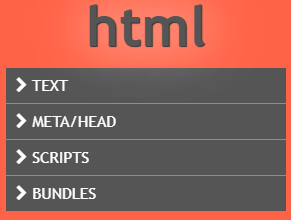 html
TEXT
META/HEAD
SCRIPTS
BUNDLES